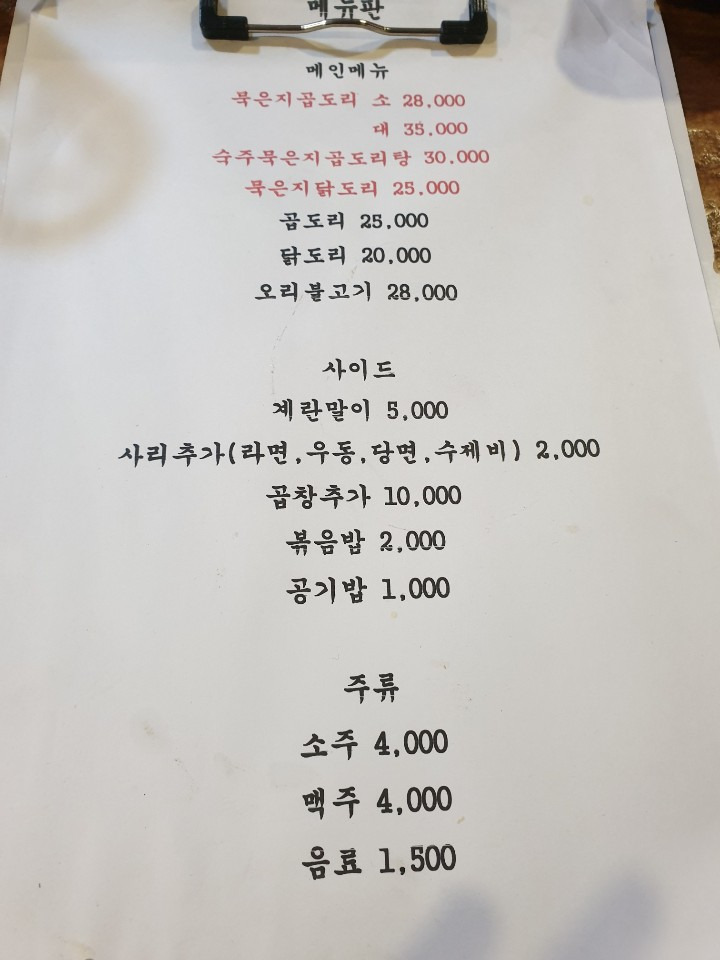 메뉴판
메인메뉴
묵은지곱도리 소 28,000
대 35,000
숙주묵은지곱도리탕 30,000
묵은지닭도리 25,000
곱도리 25,000
닭도리 20,000
오리불고기 28,000
사이드
계란말이 5,000
사리추가(라면,우동,당면,수제비) 2,000
곱창추가 10,000
볶음밥 2,000
공기밥 1,000
주류
소주 4,000
맥주 4,000
음료 1,500